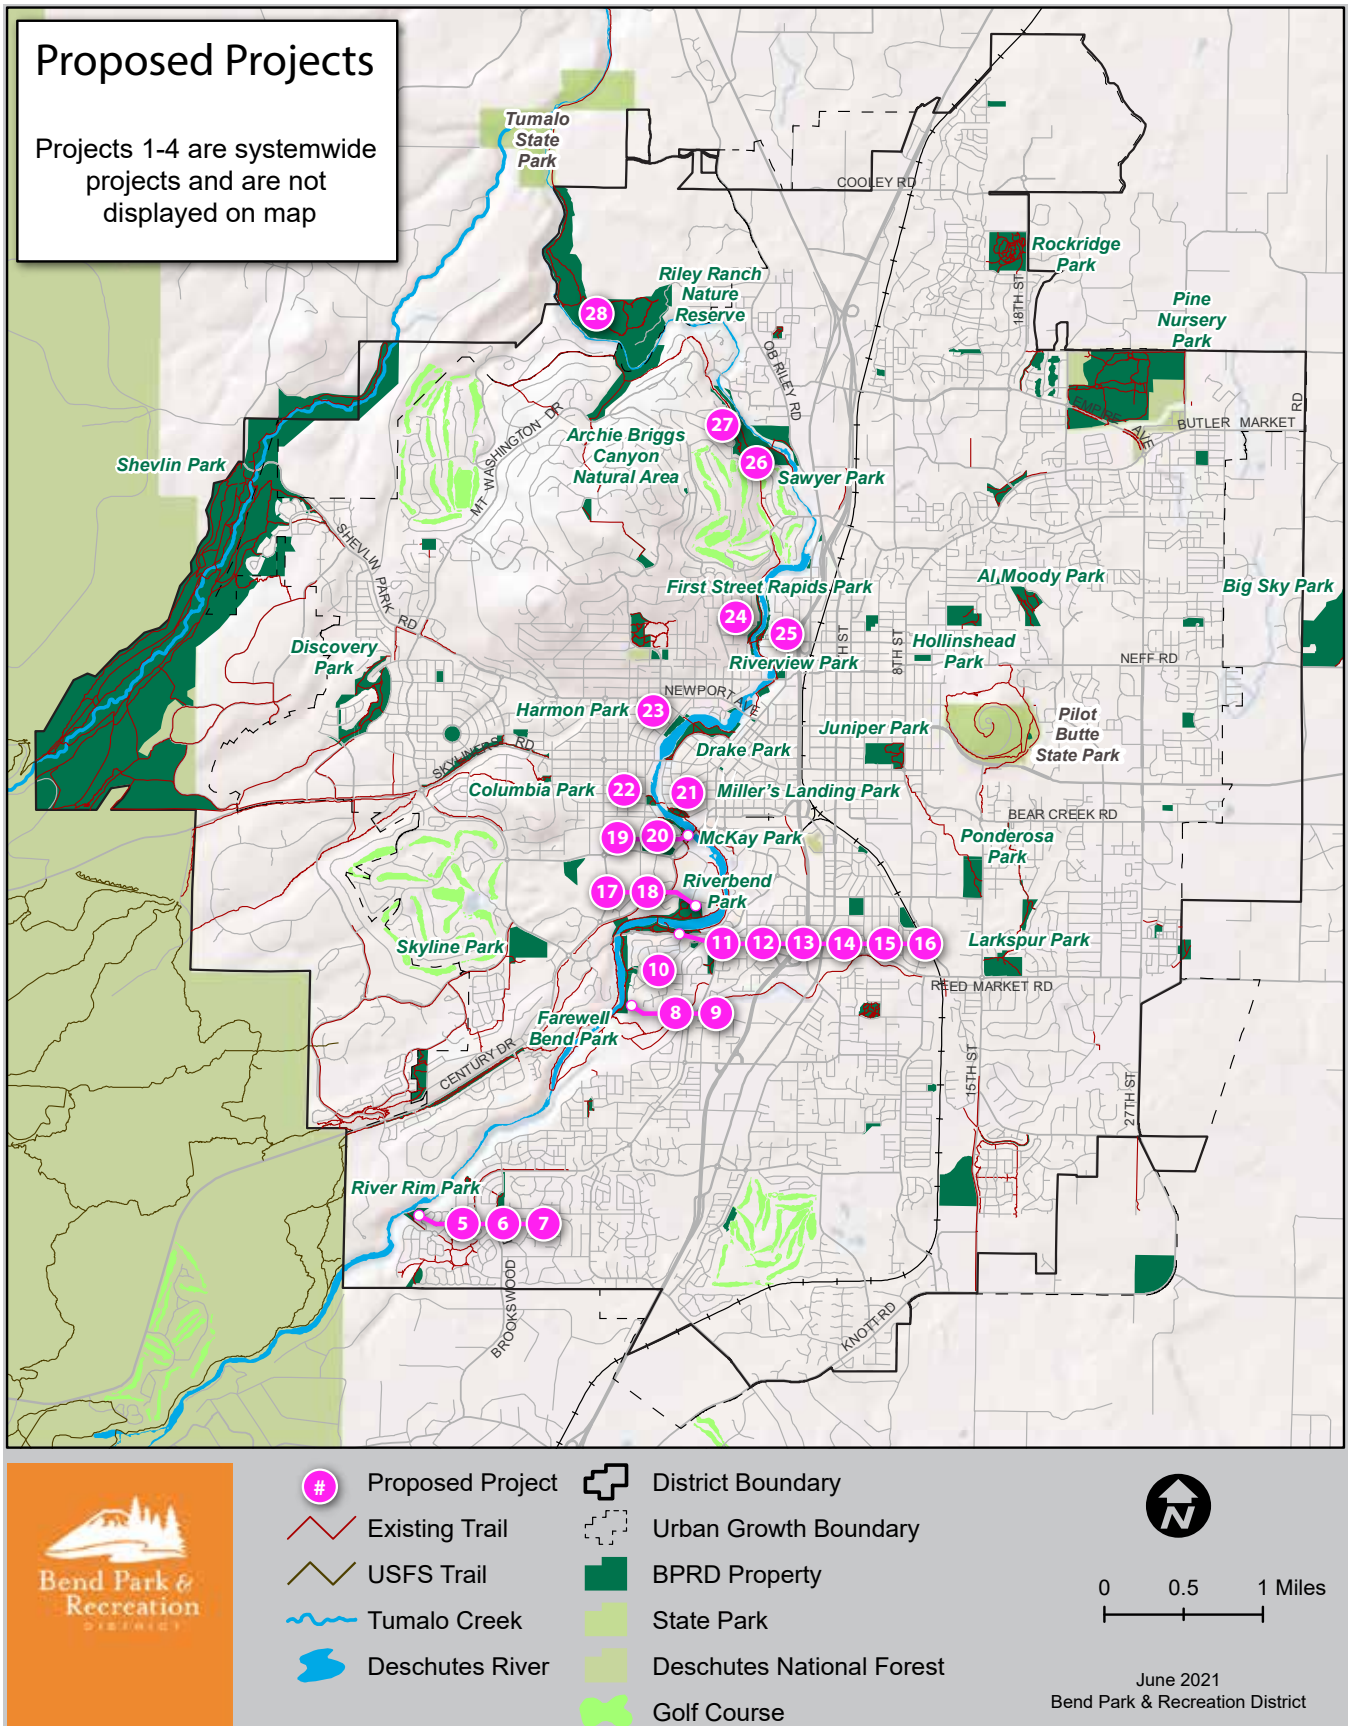 Proposed Projects
Projects 1-4 are systemwide
projects and are not
displayed on map
Tumalo
State
Park
COOLEY RD
Rockridge
Park
18TH ST
Riley Ranch
Nature
Reserve
Pine
Nursery
Park
28
OB RILEY RD
EMPIRE AVE
BUTLER MARKET RD
MT WASHINGTON DR
27
Archie Briggs
Canyon
Natural Area
26
Sawyer Park
Shevlin Park
SHEVLIN PARK RD
First Street Rapids Park
Al Moody Park
Big Sky Park
24
25
8TH ST
Hollinshead
Park
Discovery
Park
Riverview Park
NEFF RD
NEWPORT AVE
Harmon Park
23
Pilot
Butte
State Park
Juniper Park
Drake Park
SKYLINERS RD
Columbia Park
22
21
Miller's Landing Park
BEAR CREEK RD
19
20
McKay Park
Ponderosa
Park
17
18
Riverbend
Park
Skyline Park
11
12
13
14
15
16
Larkspur Park
10
REED MARKET RD
8
9
Farewell
Bend Park
CENTURY DR
15TH ST
27TH ST
River Rim Park
5
6
7
BROOKSWOOD
KNOTT RD
# Proposed Project
Existing Trail
USFS Trail
Tumalo Creek
Deschutes River
District Boundary
Urban Growth Boundary
BPRD Property
State Park
Deschutes National Forest
Golf Course
Bend Park &
Recreation
DISTRICT
N
0 0.5 1 Miles
June 2021
Bend Park & Recreation District